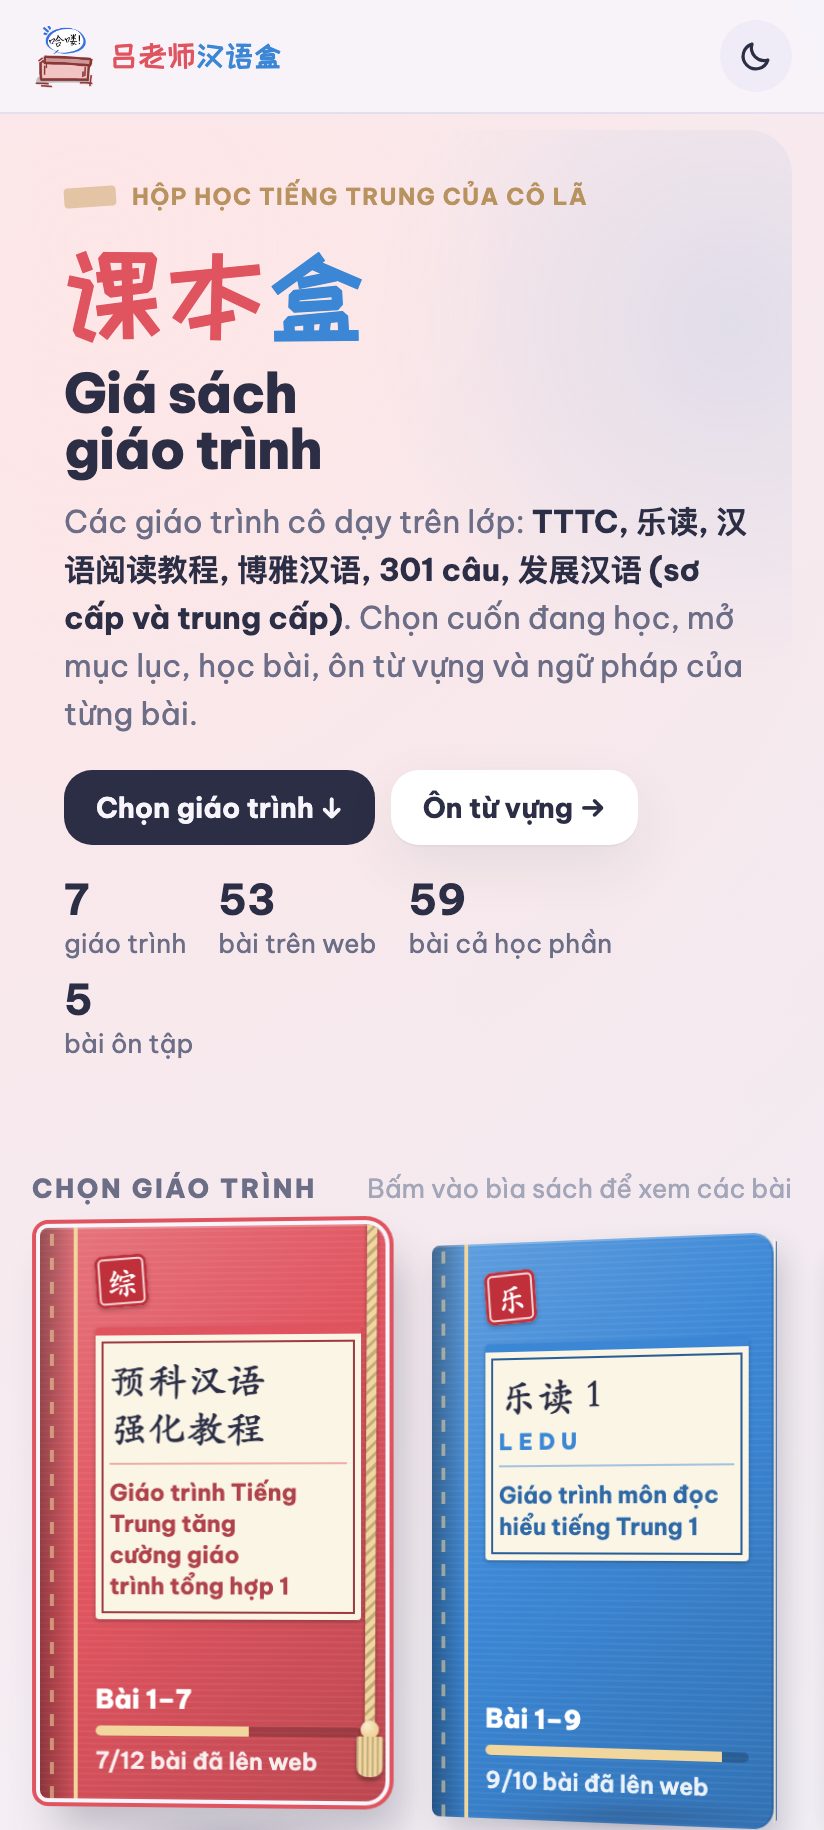 哈喽!
吕老师汉语盒
HỘP HỌC TIẾNG TRUNG CỦA CÔ LÃ
课本盒
Giá sách
giáo trình
Các giáo trình cô dạy trên lớp: TTTC, 乐读, 汉
语阅读教程, 博雅汉语, 301 câu, 发展汉语 (sơ
cấp và trung cấp). Chọn cuốn đang học, mở
mục lục, học bài, ôn từ vựng và ngữ pháp của
từng bài.
Chọn giáo trình ↓
Ôn từ vựng →
7
giáo trình
53
bài trên web
59
bài cả học phần
5
bài ôn tập
CHỌN GIÁO TRÌNH
Bấm vào bìa sách để xem các bài
综
预科汉语
强化教程
Giáo trình Tiếng
Trung tăng
cường giáo
trình tổng hợp 1
Bài 1–7
7/12 bài đã lên web
乐
乐读 1
LEDU
Giáo trình môn đọc
hiểu tiếng Trung 1
Bài 1–9
9/10 bài đã lên web